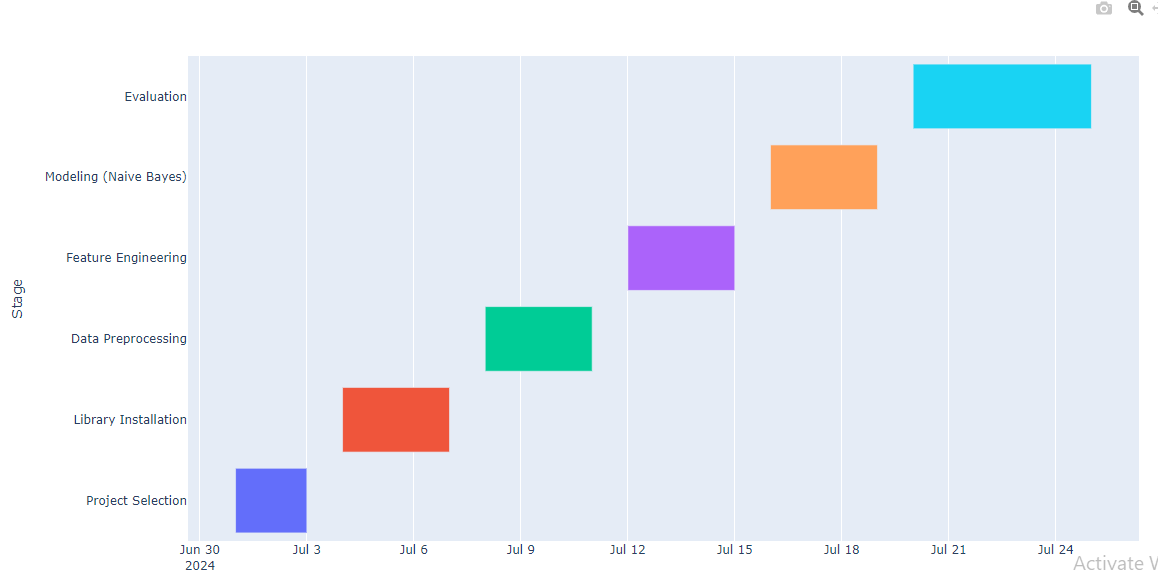 Evaluation
Modeling (Naive Bayes)
Feature Engineering
Stage
Data Preprocessing
Library Installation
Project Selection
Jun 30 Jul 3 Jul 6 Jul 9 Jul 12 Jul 15 Jul 18 Jul 21 Jul 24
2024
Activate